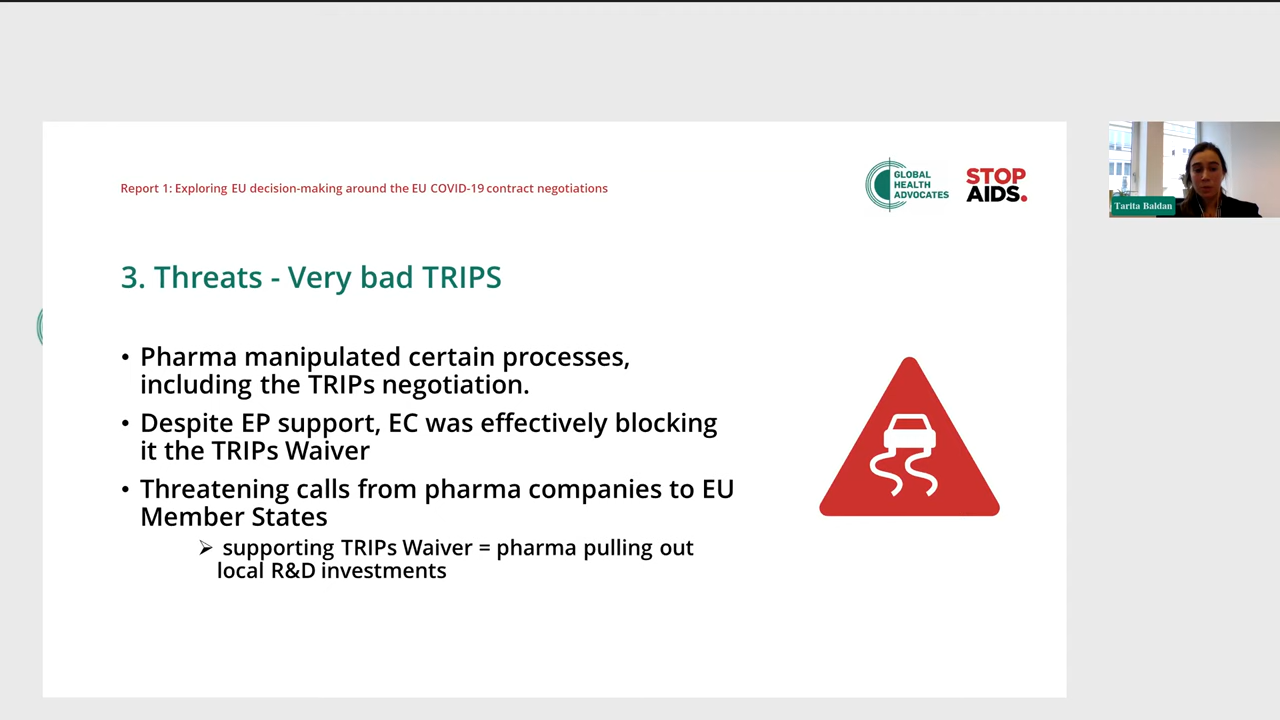 Report 1: Exploring EU decision-making around the EU COVID-19 contract negotiations
GLOBAL
HEALTH
ADVOCATES
STOP
AIDS.
Tarita Baldan
3. Threats - Very bad TRIPS
• Pharma manipulated certain processes,
including the TRIPs negotiation.
• Despite EP support, EC was effectively blocking
it the TRIPs Waiver
• Threatening calls from pharma companies to EU
Member States
➢ supporting TRIPs Waiver = pharma pulling out
local R&D investments